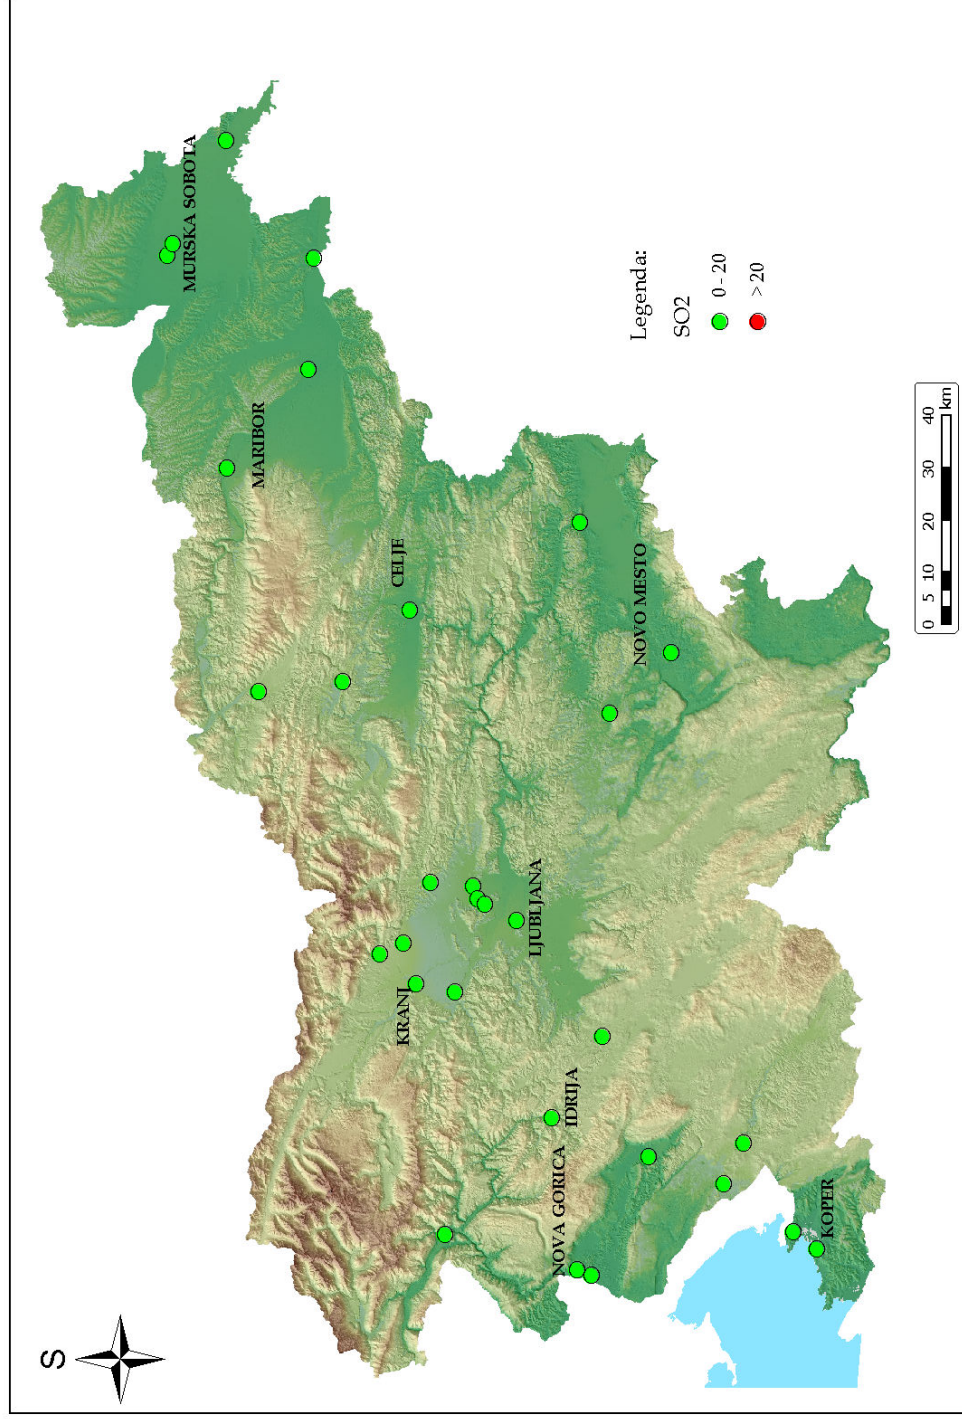 S
MURSKA SOBOTA
MARIBOR
CELJE
KRANJ
LJUBLJANA
NOVO MESTO
IDRIJA
NOVA GORICA
KOPER
Legenda:
SO2
0 - 20
> 20
0 5 10 20 30 40
km